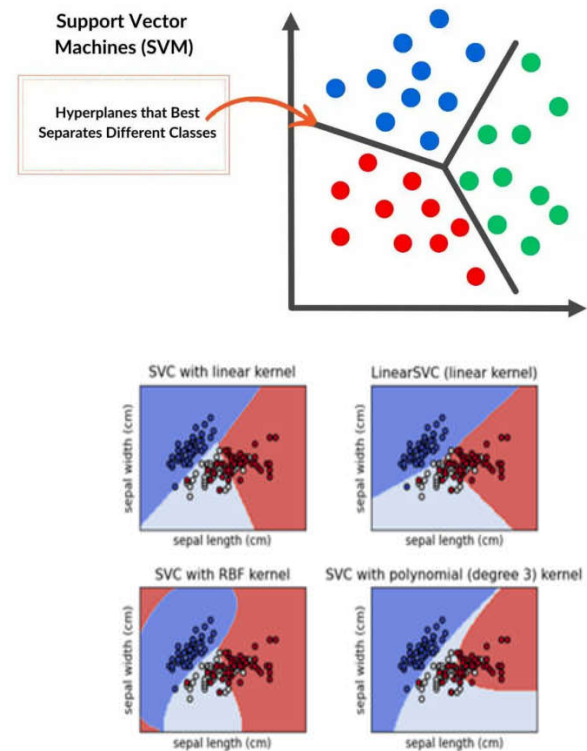 Support Vector
Machines (SVM)
Hyperplanes that Best
Separates Different Classes
SVC with linear kernel
LinearSVC (linear kernel)
sepal width (cm)
sepal width (cm)
sepal length (cm)
sepal length (cm)
SVC with RBF kernel
SVC with polynomial (degree 3) kernel
sepal width (cm)
sepal width (cm)
sepal length (cm)
sepal length (cm)